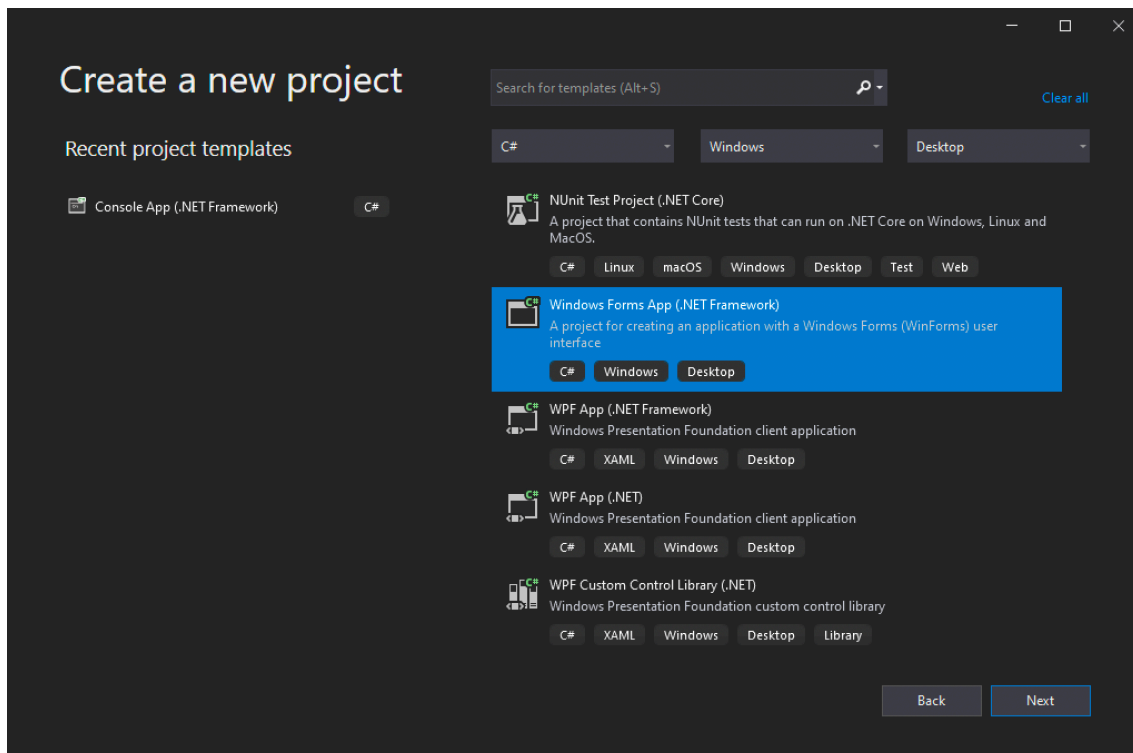 Create a new project
Search for templates (Alt+S)
Clear all
Recent project templates
C#
Windows
Desktop
Console App (.NET Framework)
C#
C#
NUnit Test Project (.NET Core)
A project that contains NUnit tests that can run on .NET Core on Windows, Linux and
MacOS.
C# Linux macOS Windows Desktop Test Web
C#
Windows Forms App (.NET Framework)
A project for creating an application with a Windows Forms (WinForms) user
interface
C# Windows Desktop
C#
WPF App (.NET Framework)
Windows Presentation Foundation client application
C# XAML Windows Desktop
C#
WPF App (.NET)
Windows Presentation Foundation client application
C# XAML Windows Desktop
C#
WPF Custom Control Library (.NET)
Windows Presentation Foundation custom control library
C# XAML Windows Desktop Library
Back
Next